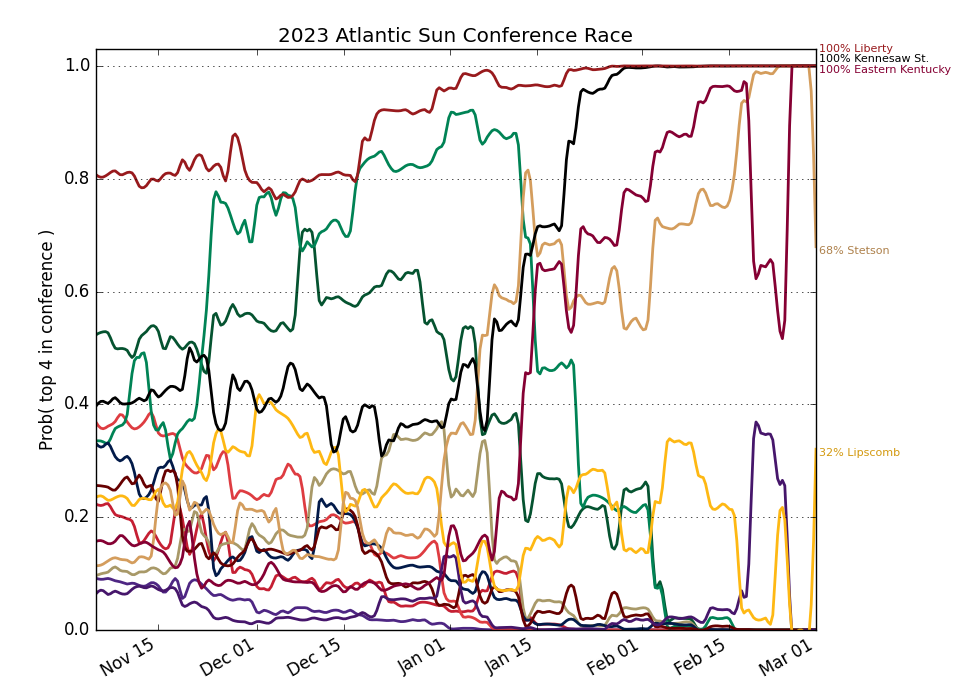 2023 Atlantic Sun Conference Race
100% Liberty
100% Kennesaw St.
100% Eastern Kentucky
68% Stetson
32% Lipscomb
Prob( top 4 in conference )
1.0
0.8
0.6
0.4
0.2
0.0
Nov 15
Dec 01
Dec 15
Jan 01
Jan 15
Feb 01
Feb 15
Mar 01